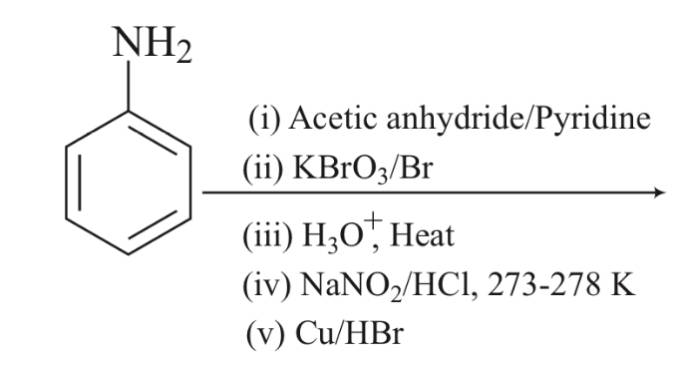 NH₂
(i) Acetic anhydride/Pyridine
(ii) KBrO₃/Br
(iii) H₃O⁺, Heat
(iv) NaNO₂/HCl, 273-278 K
(v) Cu/HBr